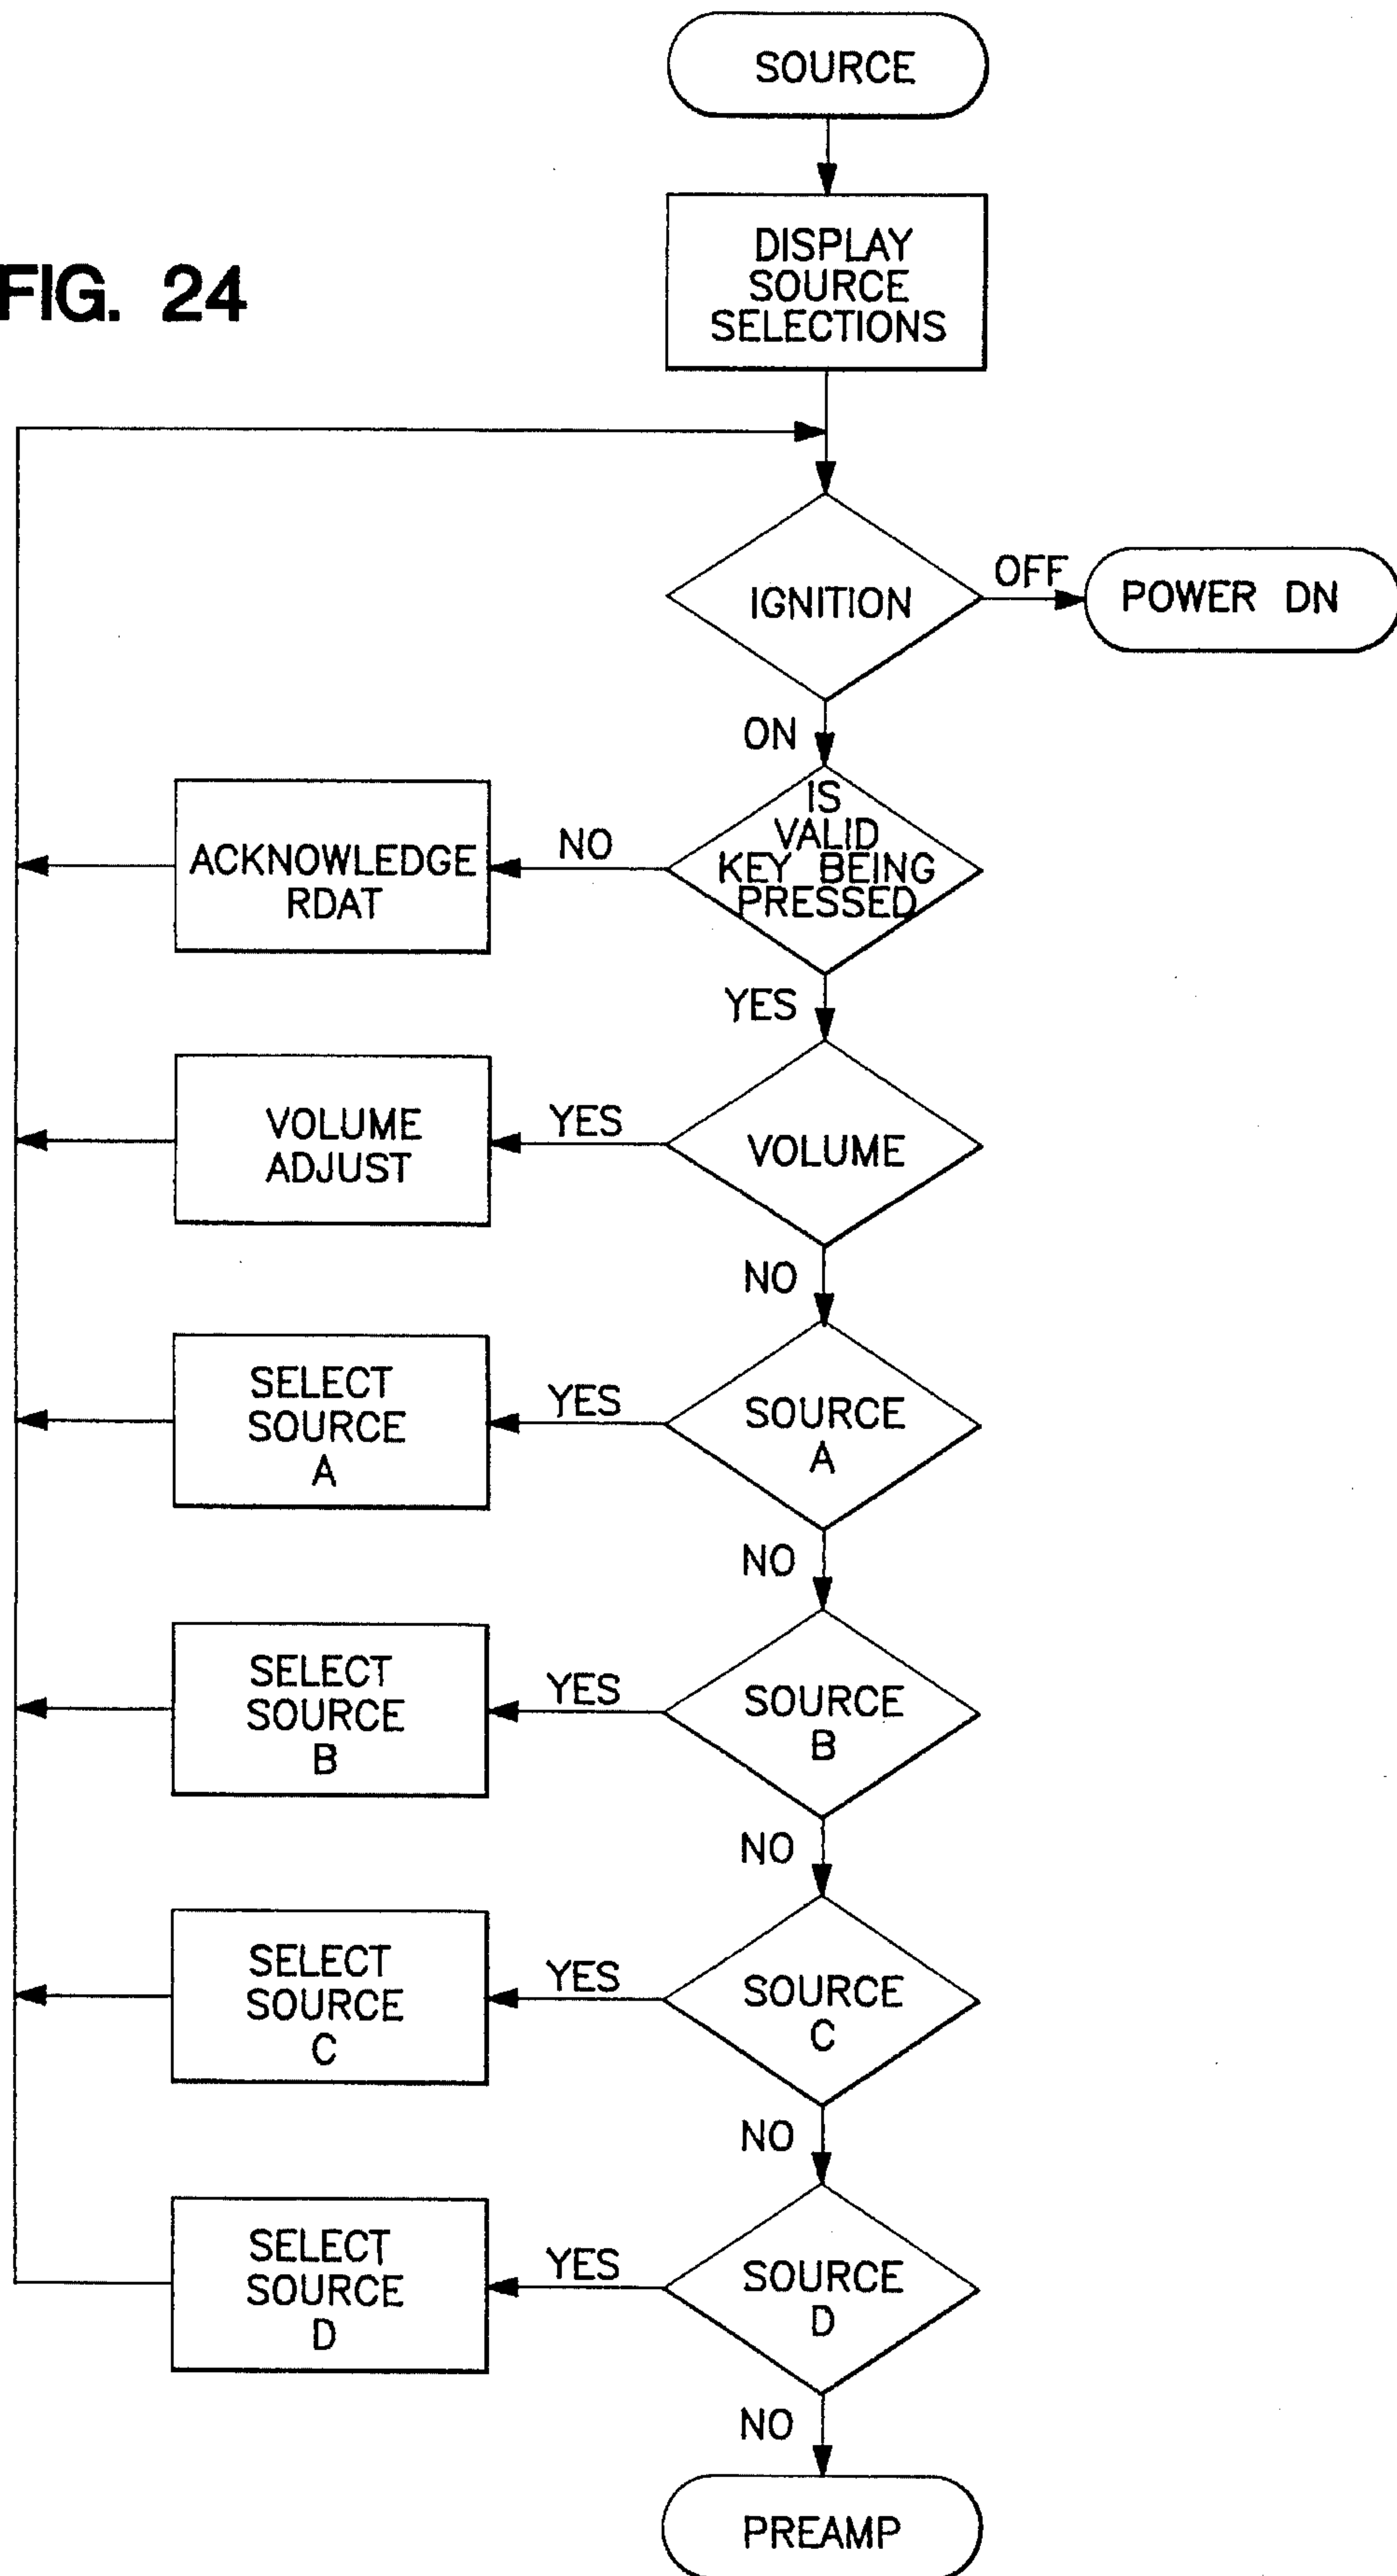 SOURCE
DISPLAY
SOURCE
SELECTIONS
FIG. 24
IGNITION
OFF
POWER DN
ON
IS
VALID
KEY BEING
PRESSED
NO
ACKNOWLEDGE
RDAT
YES
VOLUME
YES
VOLUME
ADJUST
NO
SOURCE
A
YES
SELECT
SOURCE
A
NO
SOURCE
B
YES
SELECT
SOURCE
B
NO
SOURCE
C
YES
SELECT
SOURCE
C
NO
SOURCE
D
YES
SELECT
SOURCE
D
NO
PREAMP